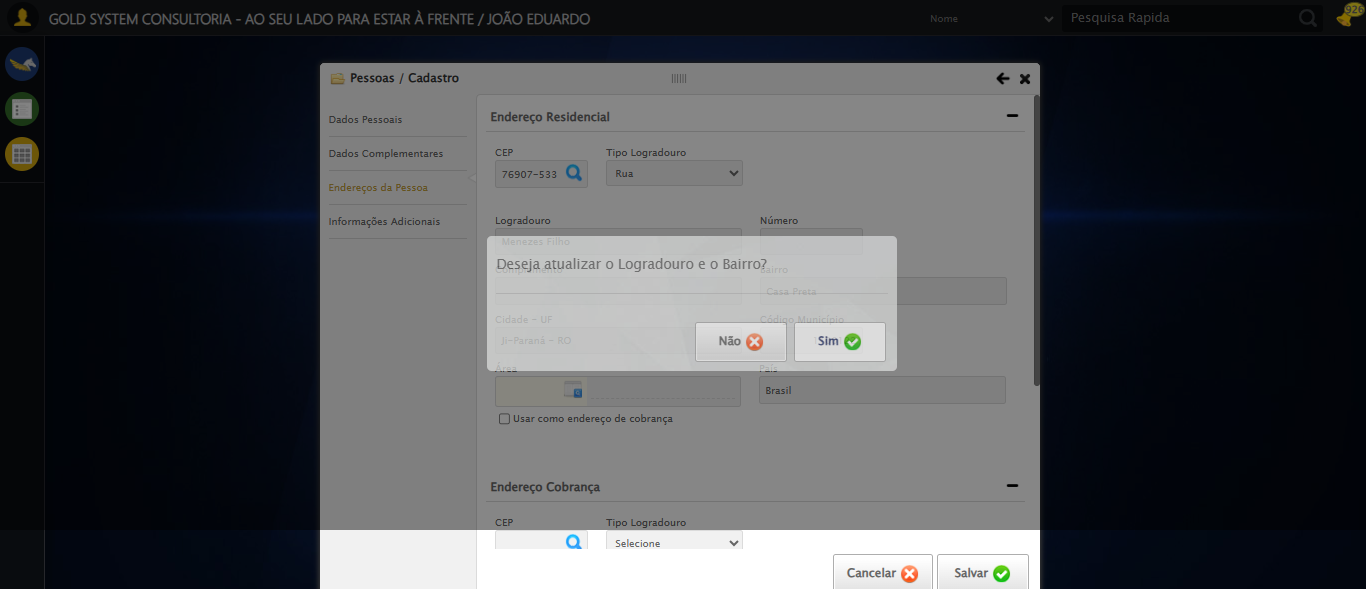 GOLD SYSTEM CONSULTORIA - AO SEU LADO PARA ESTAR À FRENTE / JOÃO EDUARDO
Nome
Pesquisa Rapida
926
Pessoas / Cadastro
Dados Pessoais
Dados Complementares
Endereços da Pessoa
Informações Adicionais
Endereço Residencial
CEP
Tipo Logradouro
76907-533
Rua
Logradouro
Número
Menezes Filho
Deseja atualizar o Logradouro e o Bairro?
Complemento
Bairro
Casa Preta
Cidade - UF
Código Município
Ji-Paraná - RO
Não
Sim
Área
País
Brasil
Usar como endereço de cobrança
Endereço Cobrança
CEP
Tipo Logradouro
Selecione
Cancelar
Salvar